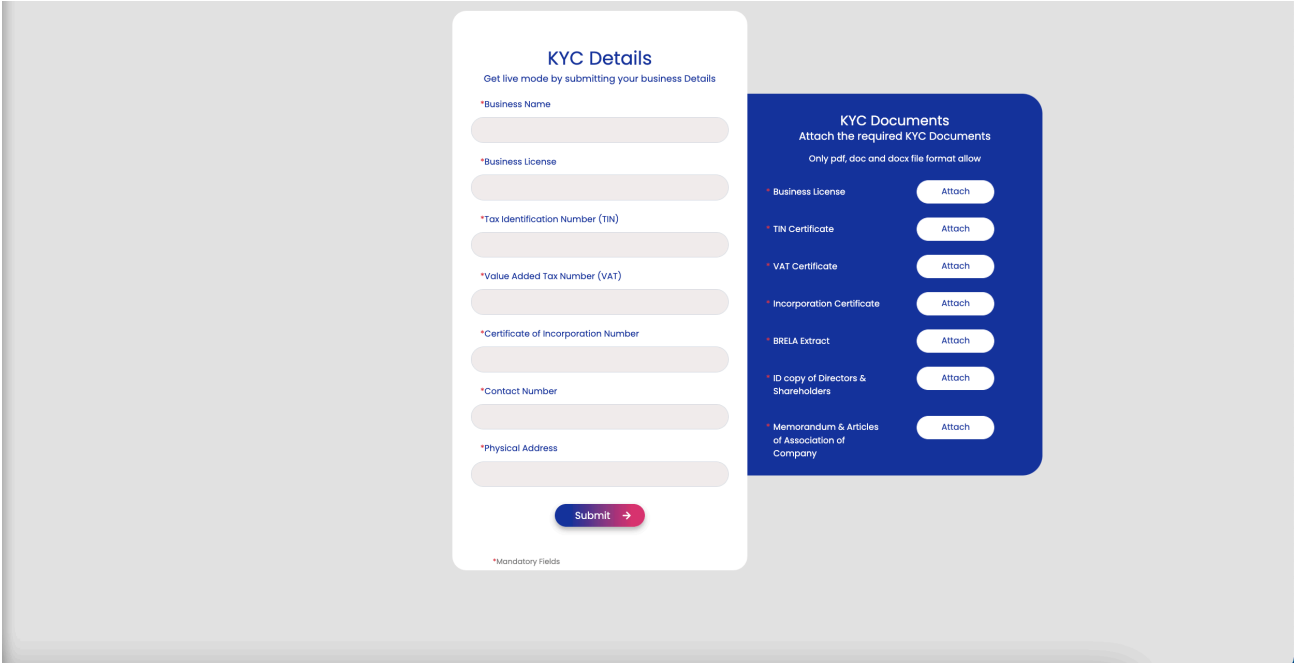 KYC Details
Get live mode by submitting your business Details
*Business Name
*Business License
*Tax Identification Number (TIN)
*Value Added Tax Number (VAT)
*Certificate of Incorporation Number
*Contact Number
*Physical Address
Submit →
*Mandatory Fields
KYC Documents
Attach the required KYC Documents
Only pdf, doc and docx file format allow
* Business License Attach
* TIN Certificate Attach
* VAT Certificate Attach
* Incorporation Certificate Attach
* BRELA Extract Attach
* ID copy of Directors & Attach
Shareholders
* Memorandum & Articles Attach
of Association of
Company